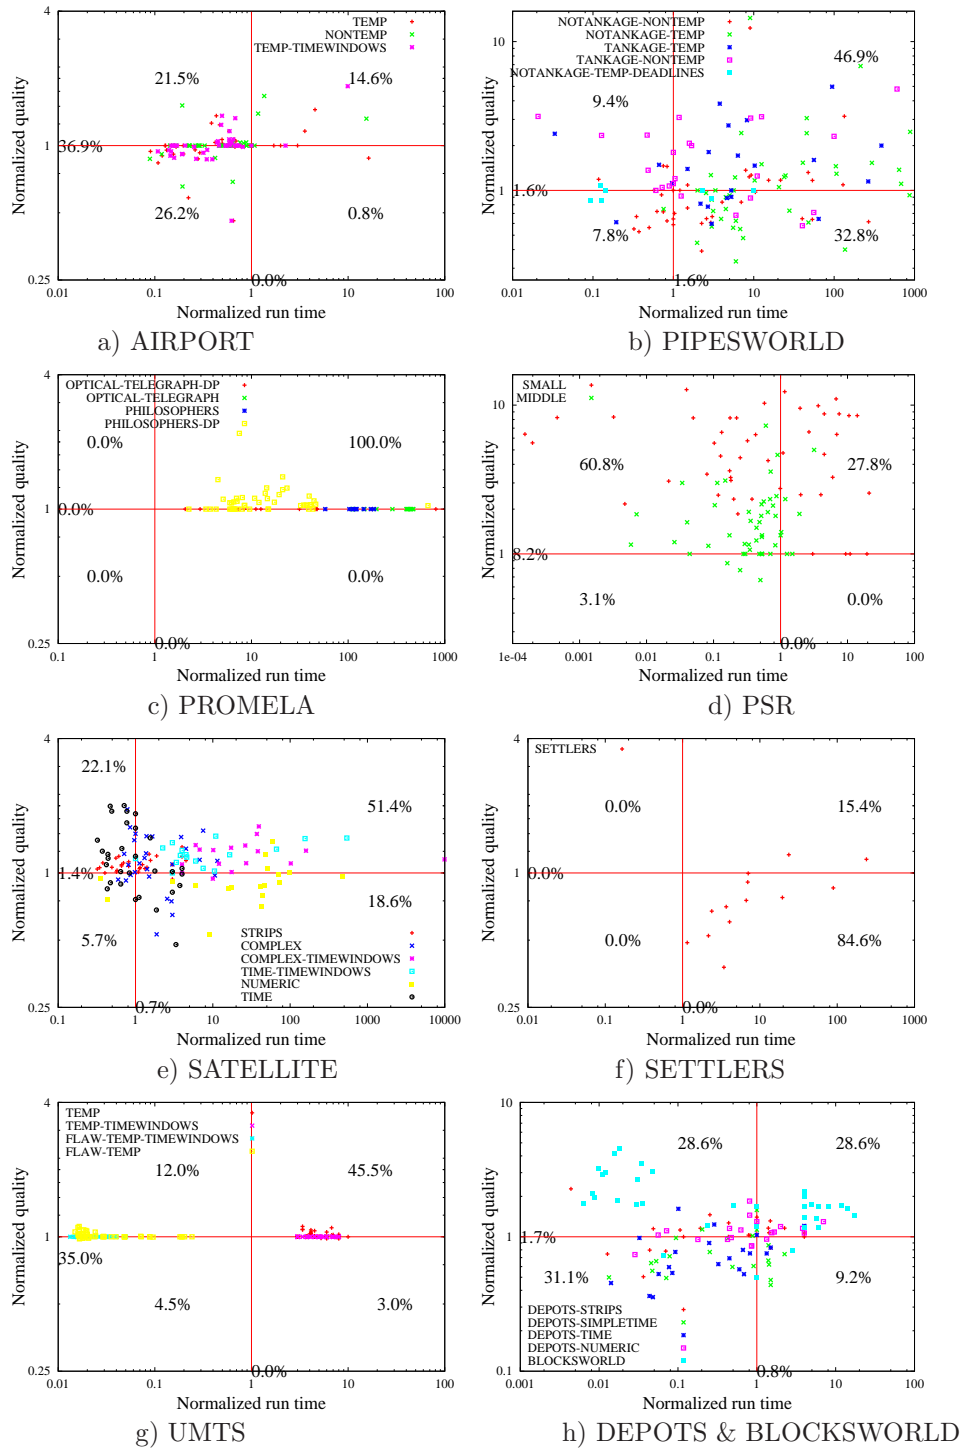 4
Normalized quality
1
0.25
TEMP
NONTEMP
TEMP-TIMEWINDOWS
21.5%
14.6%
36.9%
26.2%
0.8%
0.0%
0.1
1
10
100
Normalized run time
a) AIRPORT
10
Normalized quality
1
NOTANKAGE-NONTEMP
NOTANKAGE-TEMP
TANKAGE-TEMP
TANKAGE-NONTEMP
NOTANKAGE-TEMP-DEADLINES
46.9%
9.4%
1.6%
7.8%
32.8%
1.6%
0.01
0.1
1
10
100
1000
Normalized run time
b) PIPESWORLD
4
Normalized quality
1
0.25
OPTICAL-TELEGRAPH-DP
OPTICAL-TELEGRAPH
PHILOSOPHERS
PHILOSOPHERS-DP
0.0%
100.0%
0.0%
0.0%
0.0%
0.0%
0.1
1
10
100
1000
Normalized run time
c) PROMELA
10
Normalized quality
1
SMALL
MIDDLE
60.8%
27.8%
8.2%
3.1%
0.0%
0.0%
1e-04
0.001
0.01
0.1
1
10
100
Normalized run time
d) PSR
4
Normalized quality
1
0.25
22.1%
51.4%
1.4%
18.6%
5.7%
STRIPS
COMPLEX
COMPLEX-TIMEWINDOWS
TIME-TIMEWINDOWS
NUMERIC
TIME
0.7%
0.1
1
10
100
1000
10000
Normalized run time
e) SATELLITE
4
Normalized quality
1
0.25
SETTLERS
0.0%
15.4%
0.0%
0.0%
84.6%
0.0%
0.01
0.1
1
10
100
1000
Normalized run time
f) SETTLERS
4
Normalized quality
1
0.25
TEMP
TEMP-TIMEWINDOWS
FLAW-TEMP-TIMEWINDOWS
FLAW-TEMP
12.0%
45.5%
35.0%
4.5%
3.0%
0.0%
0.01
0.1
1
10
100
Normalized run time
g) UMTS
10
Normalized quality
1
0.1
28.6%
28.6%
1.7%
31.1%
9.2%
DEPOTS-STRIPS
DEPOTS-SIMPLETIME
DEPOTS-TIME
DEPOTS-NUMERIC
BLOCKSWORLD
0.8%
0.001
0.01
0.1
1
10
100
Normalized run time
h) DEPOTS & BLOCKSWORLD